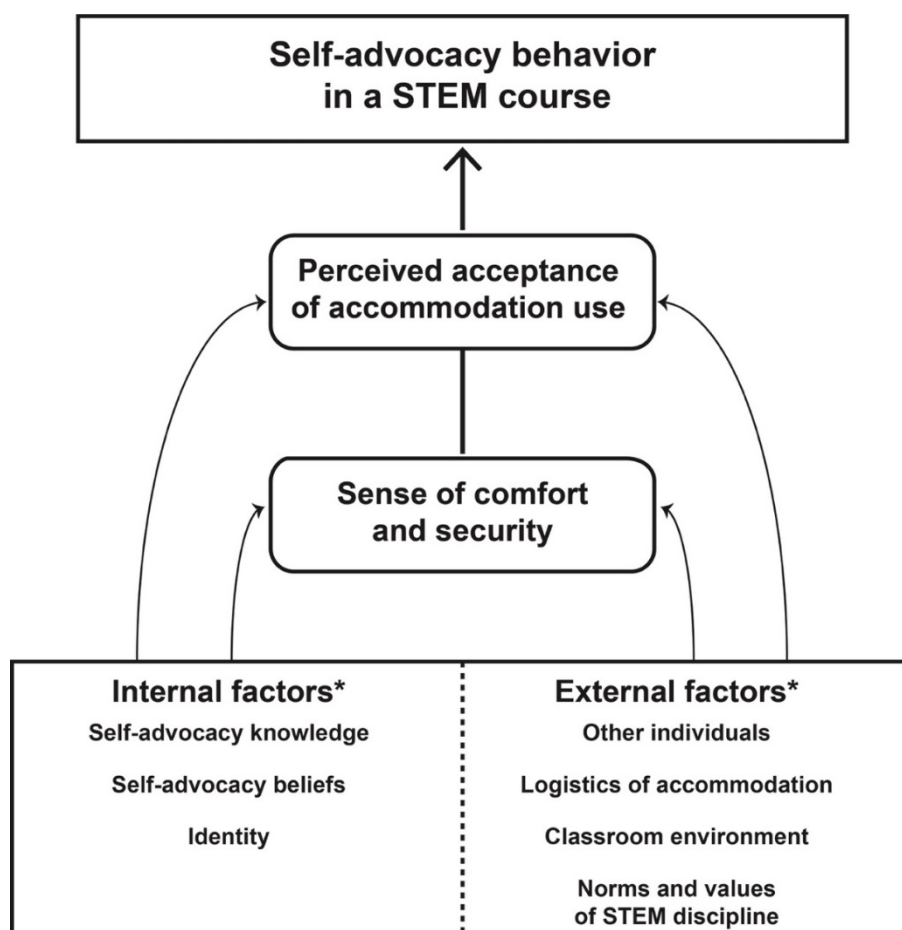 Self-advocacy behavior
in a STEM course
Perceived acceptance
of accommodation use
Sense of comfort
and security
Internal factors*
Self-advocacy knowledge
Self-advocacy beliefs
Identity
External factors*
Other individuals
Logistics of accommodation
Classroom environment
Norms and values
of STEM discipline